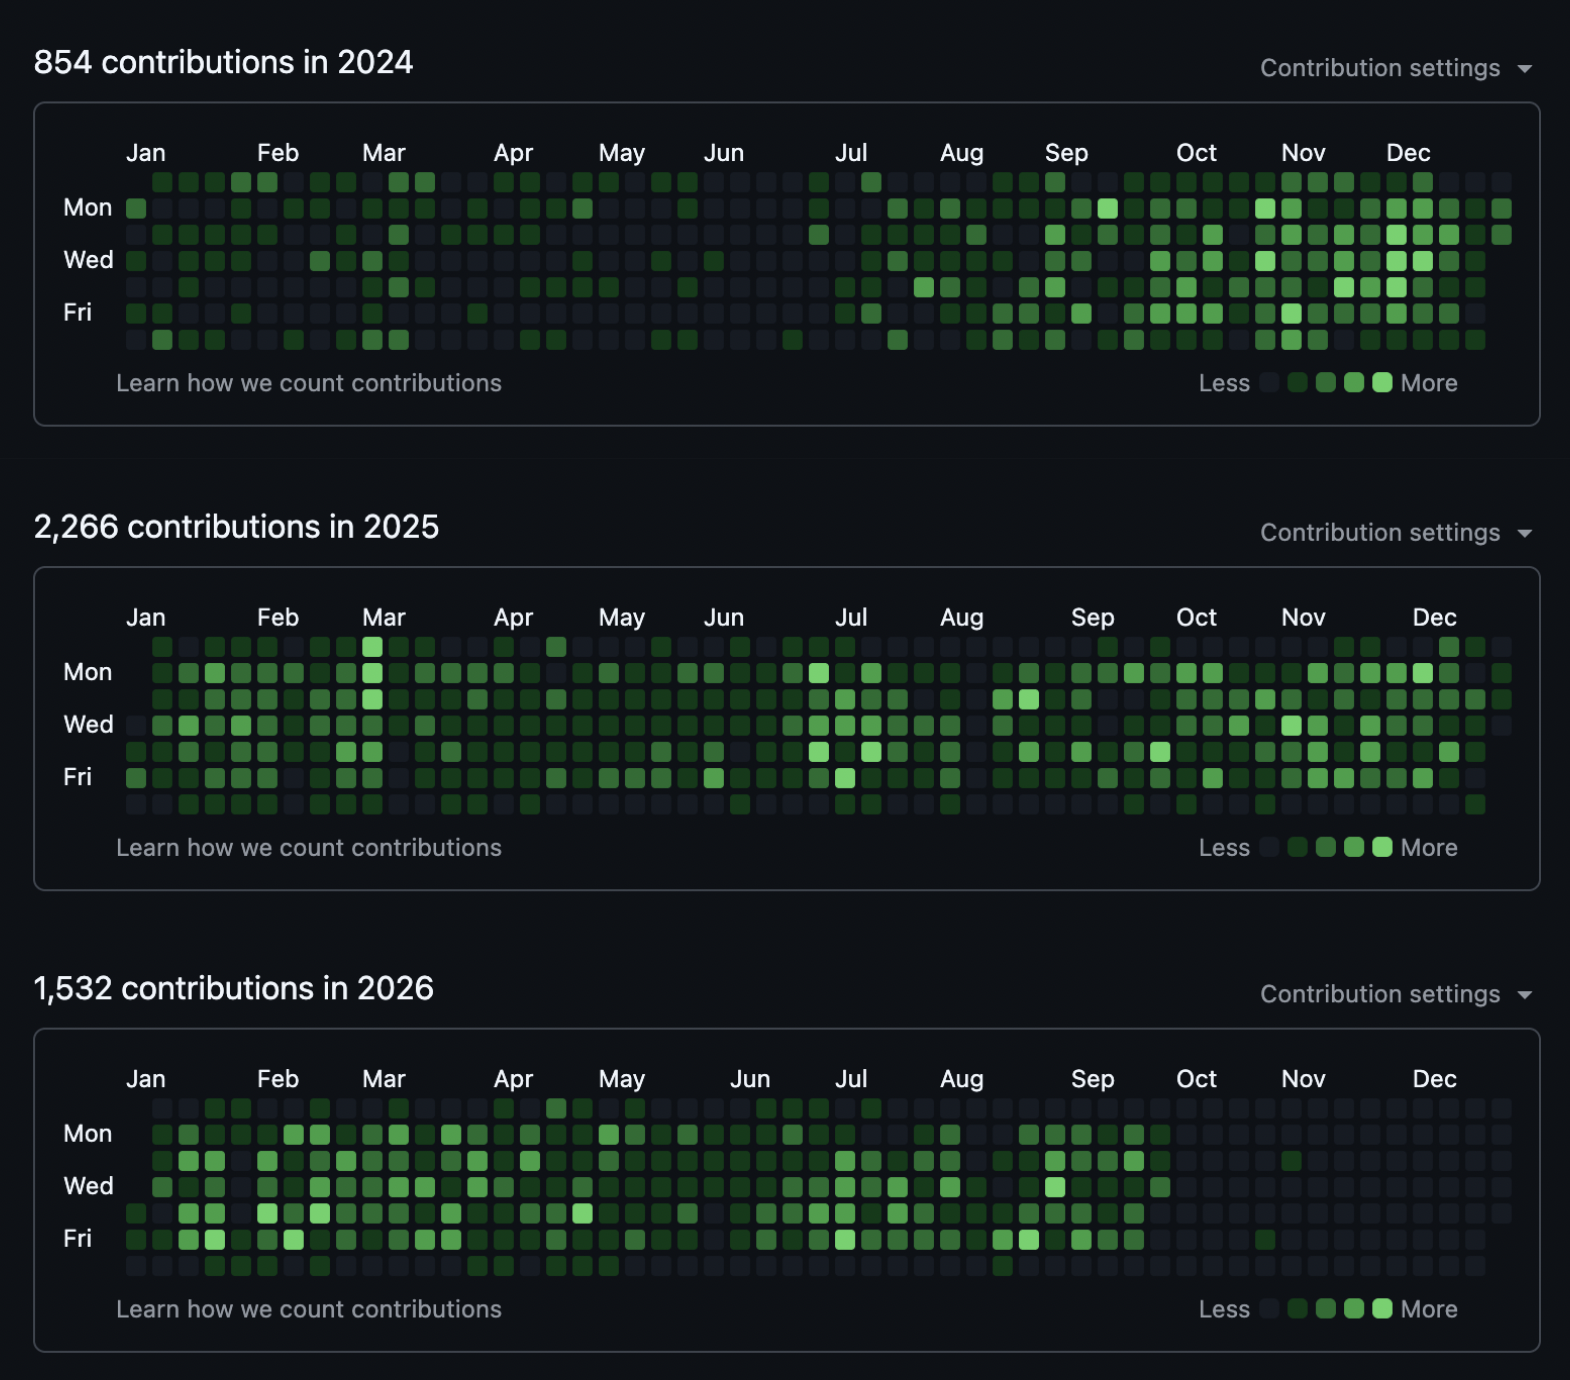 854 contributions in 2024
Contribution settings
Jan Feb Mar Apr May Jun Jul Aug Sep Oct Nov Dec
Mon
Wed
Fri
Learn how we count contributions
Less More
2,266 contributions in 2025
Contribution settings
Jan Feb Mar Apr May Jun Jul Aug Sep Oct Nov Dec
Mon
Wed
Fri
Learn how we count contributions
Less More
1,532 contributions in 2026
Contribution settings
Jan Feb Mar Apr May Jun Jul Aug Sep Oct Nov Dec
Mon
Wed
Fri
Learn how we count contributions
Less More